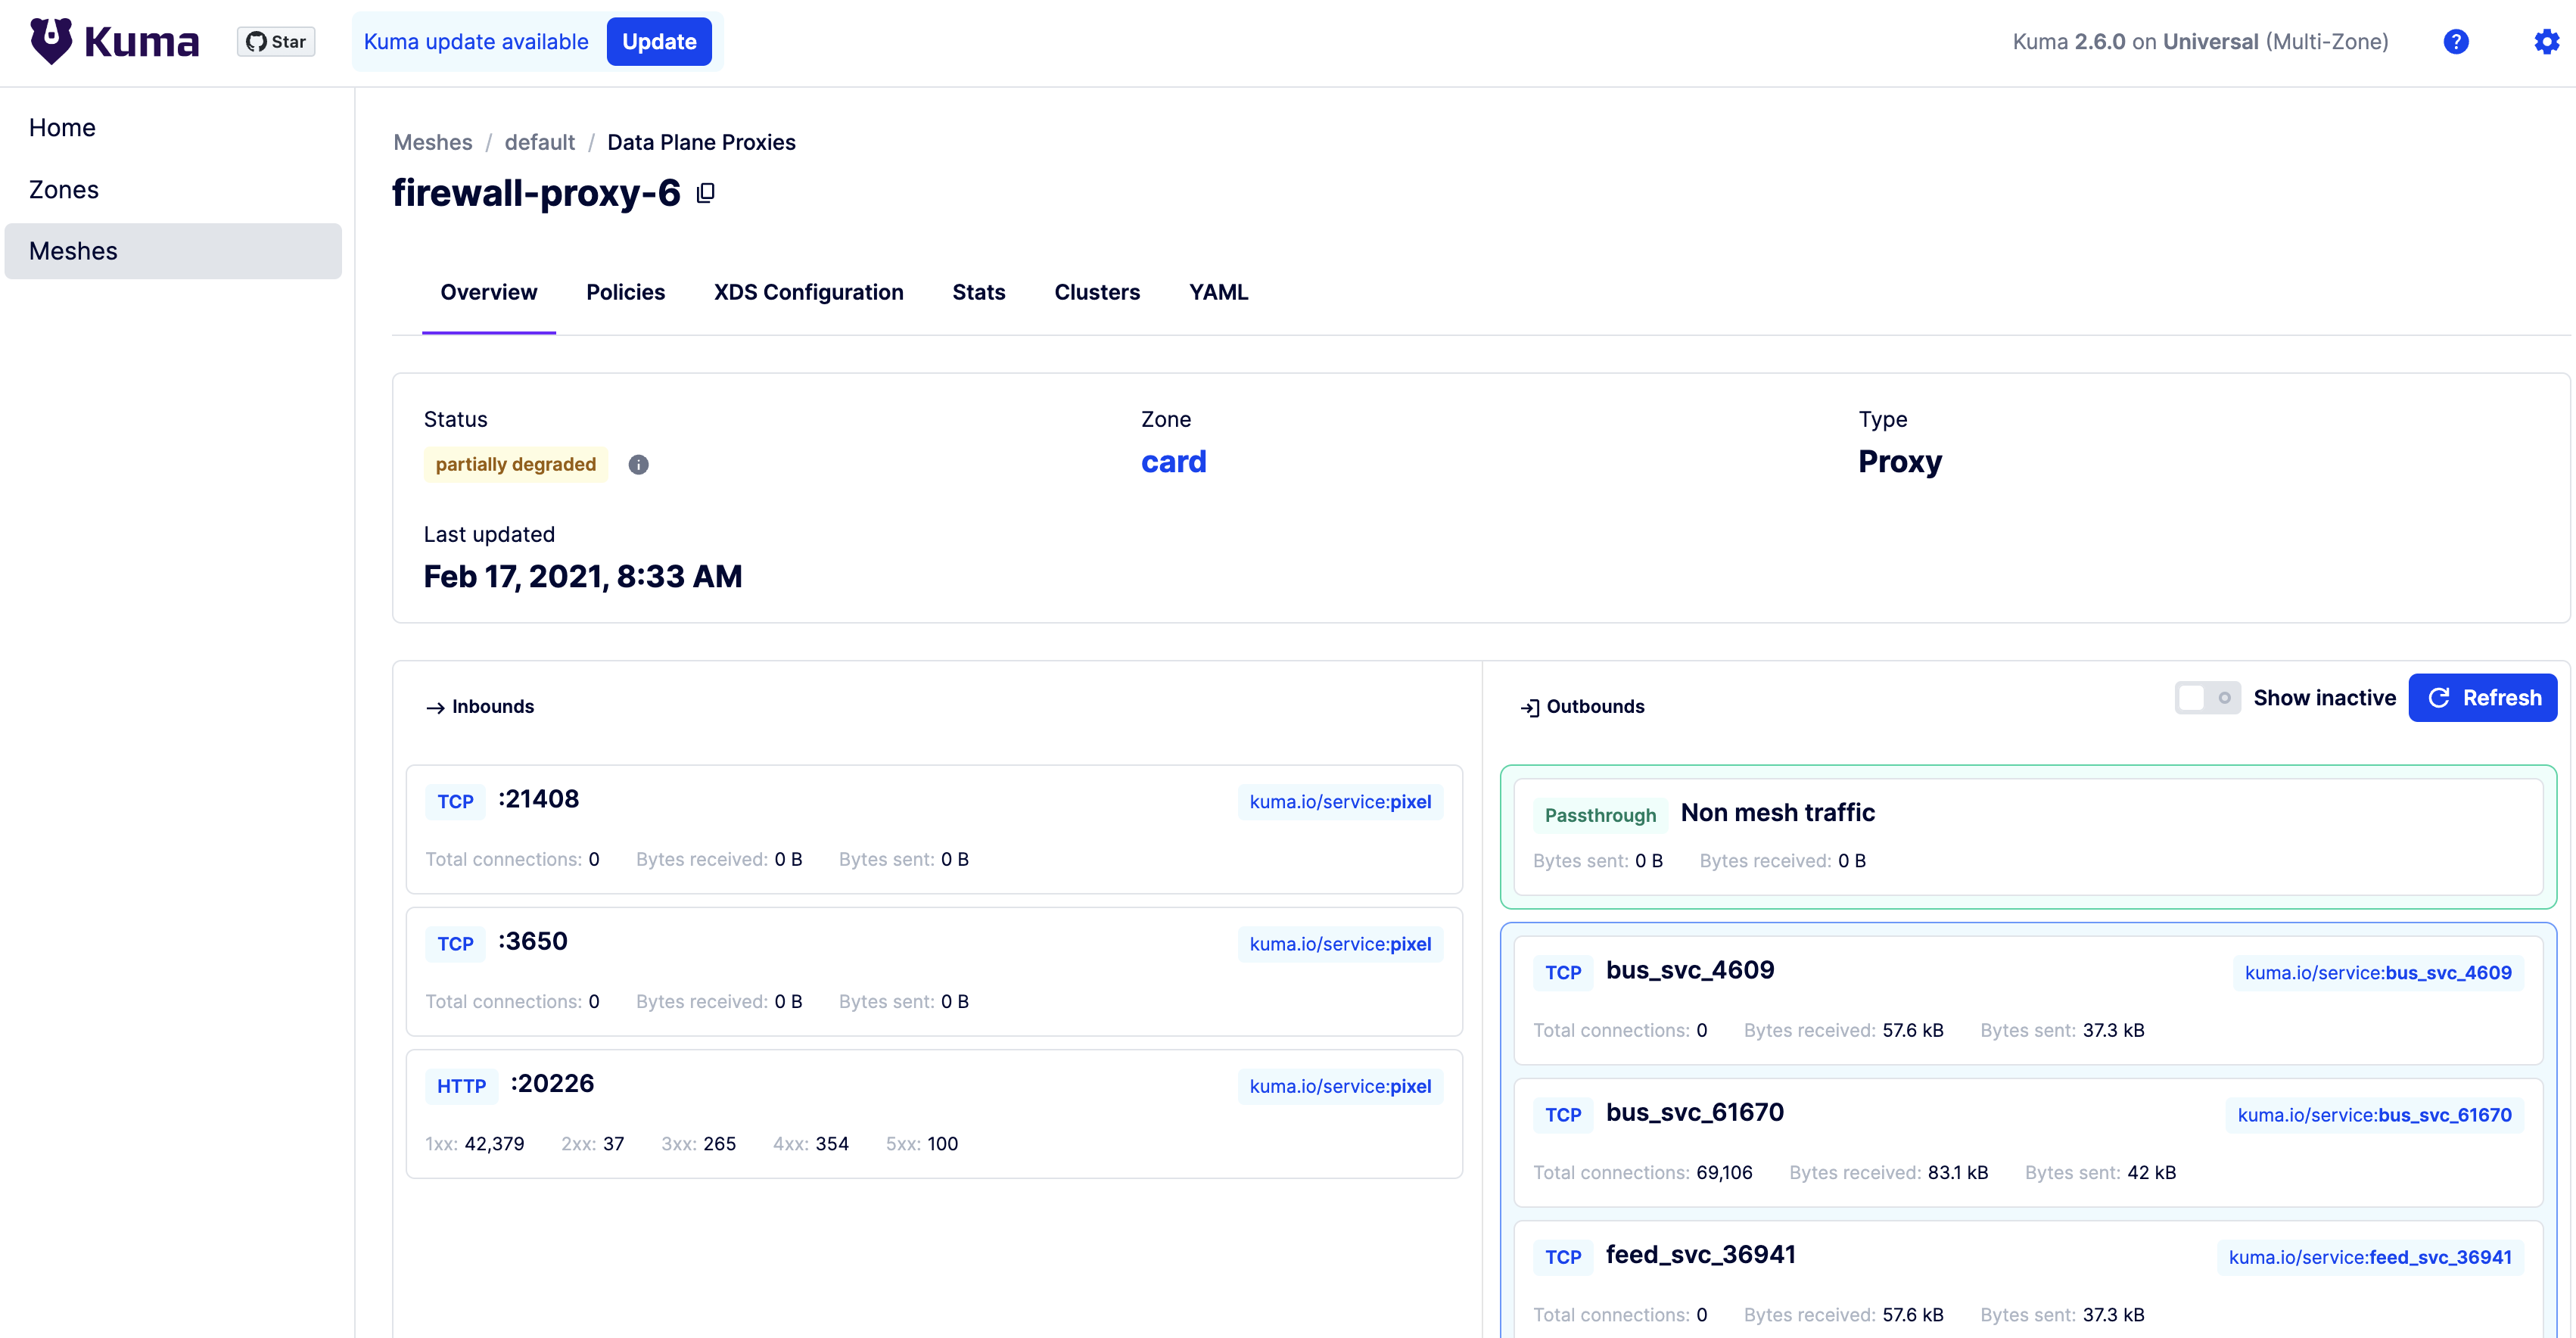 Kuma
Star
Kuma update available
Update
Kuma 2.6.0 on Universal (Multi-Zone)
Home
Zones
Meshes
Meshes / default / Data Plane Proxies
firewall-proxy-6
Overview
Policies
XDS Configuration
Stats
Clusters
YAML
Status
partially degraded
Zone
card
Type
Proxy
Last updated
Feb 17, 2021, 8:33 AM
Inbounds
TCP :21408
kuma.io/service:pixel
Total connections: 0 Bytes received: 0 B Bytes sent: 0 B
TCP :3650
kuma.io/service:pixel
Total connections: 0 Bytes received: 0 B Bytes sent: 0 B
HTTP :20226
kuma.io/service:pixel
1xx: 42,379 2xx: 37 3xx: 265 4xx: 354 5xx: 100
Outbounds
Show inactive
Refresh
Passthrough Non mesh traffic
Bytes sent: 0 B Bytes received: 0 B
TCP bus_svc_4609
kuma.io/service:bus_svc_4609
Total connections: 0 Bytes received: 57.6 kB Bytes sent: 37.3 kB
TCP bus_svc_61670
kuma.io/service:bus_svc_61670
Total connections: 69,106 Bytes received: 83.1 kB Bytes sent: 42 kB
TCP feed_svc_36941
kuma.io/service:feed_svc_36941
Total connections: 0 Bytes received: 57.6 kB Bytes sent: 37.3 kB